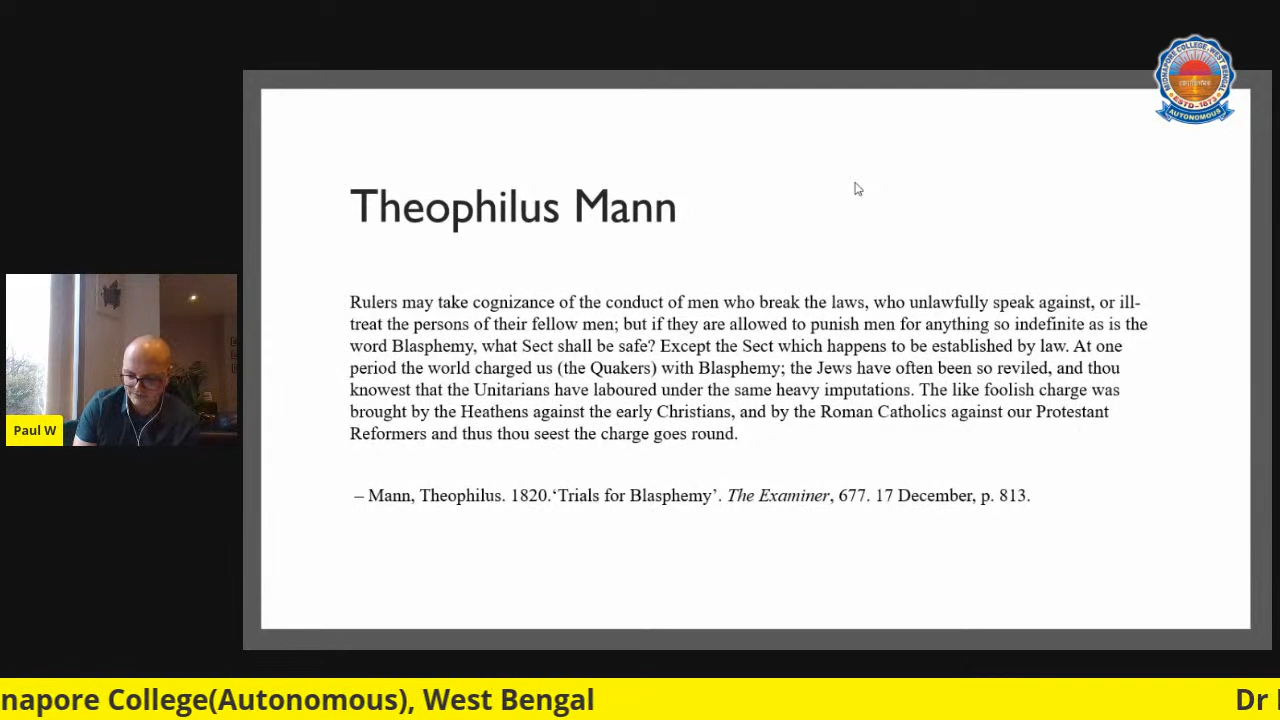 MIDNAPORE COLLEGE, WEST BENGAL
ESTD-1873
AUTONOMOUS
Theophilus Mann
Rulers may take cognizance of the conduct of men who break the laws, who unlawfully speak against, or ill-
treat the persons of their fellow men; but if they are allowed to punish men for anything so indefinite as is the
word Blasphemy, what Sect shall be safe? Except the Sect which happens to be established by law. At one
period the world charged us (the Quakers) with Blasphemy; the Jews have often been so reviled, and thou
knowest that the Unitarians have laboured under the same heavy imputations. The like foolish charge was
brought by the Heathens against the early Christians, and by the Roman Catholics against our Protestant
Reformers and thus thou seest the charge goes round.
– Mann, Theophilus. 1820.‘Trials for Blasphemy’. The Examiner, 677. 17 December, p. 813.
Paul W
napore College(Autonomous), West Bengal
Dr